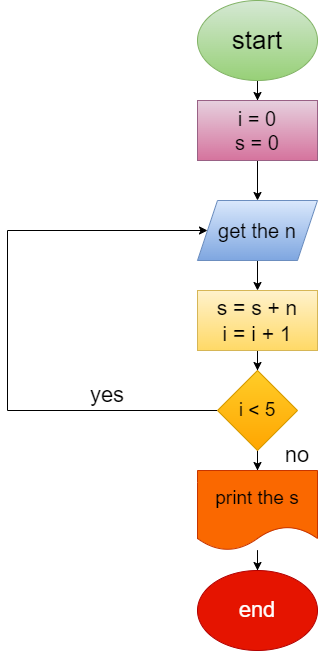 start
i = 0
s = 0
get the n
s = s + n
i = i + 1
i < 5
yes
no
print the s
end